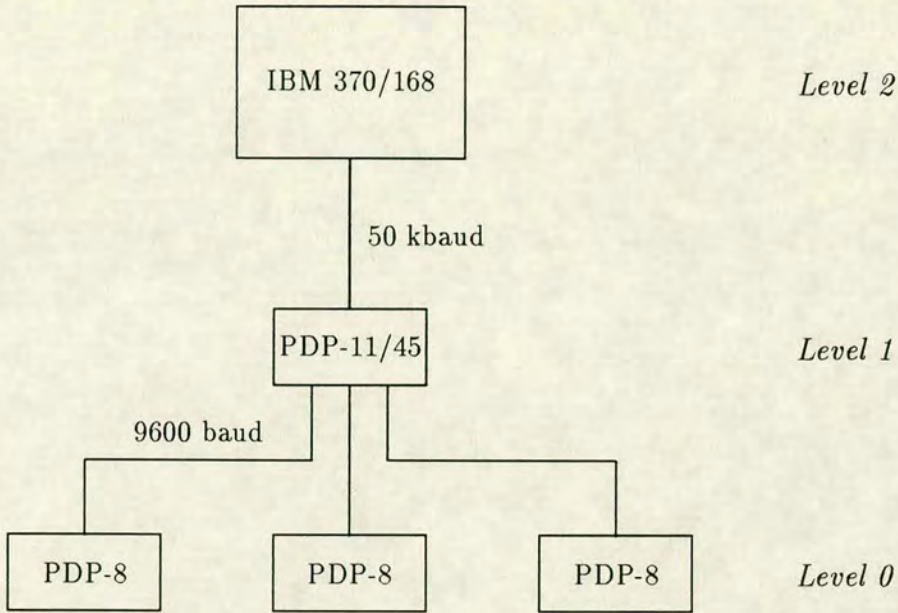 IBM 370/168
Level 2
50 kbaud
PDP-11/45
Level 1
9600 baud
PDP-8
PDP-8
PDP-8
Level 0